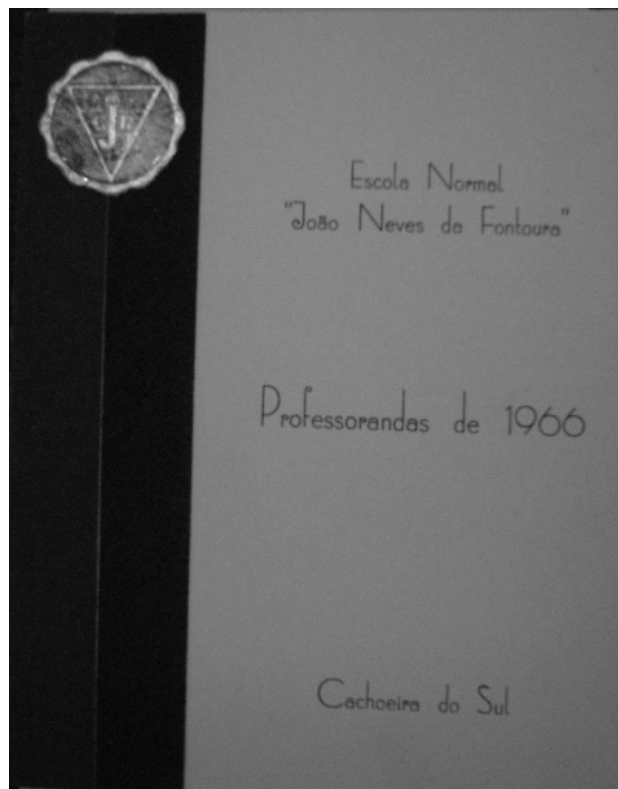 Escola Normal
"João Neves da Fontoura"
Professorandas de 1966
Cachoeira do Sul